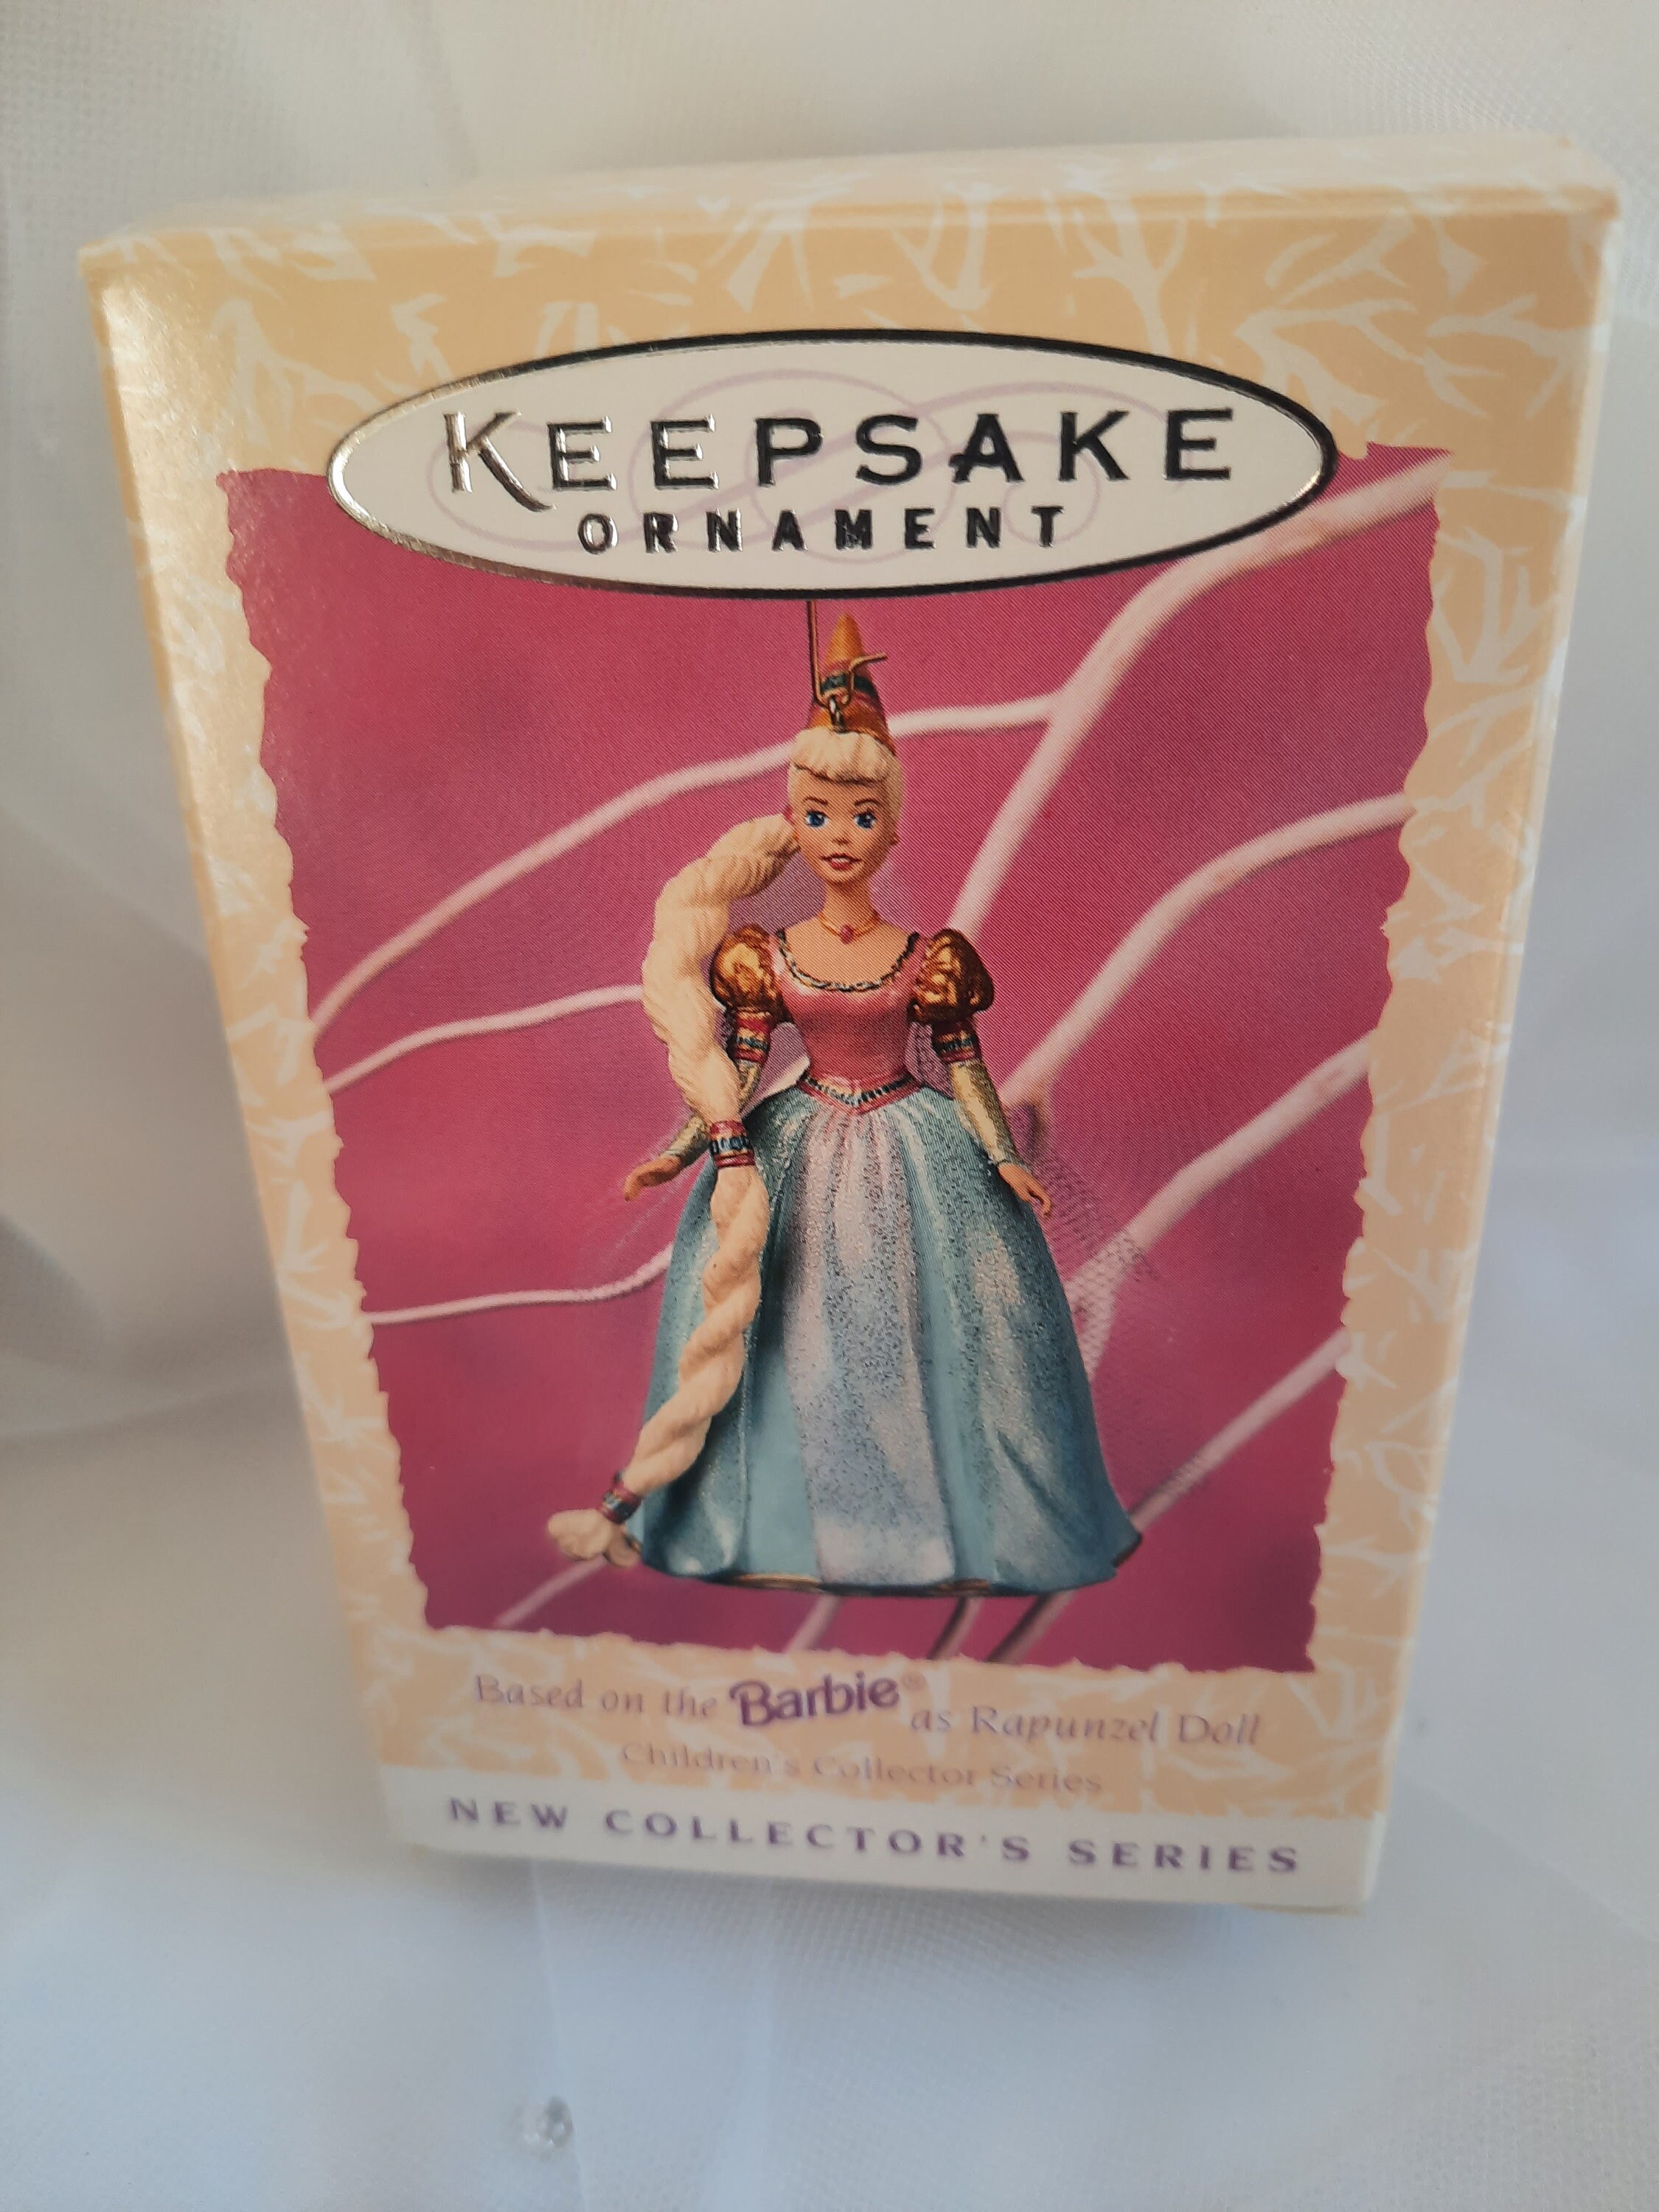 KEEPSAKE
ORNAMENT
Based on the Barbie® as Rapunzel Doll
Children's Collector Series
NEW COLLECTOR'S SERIES